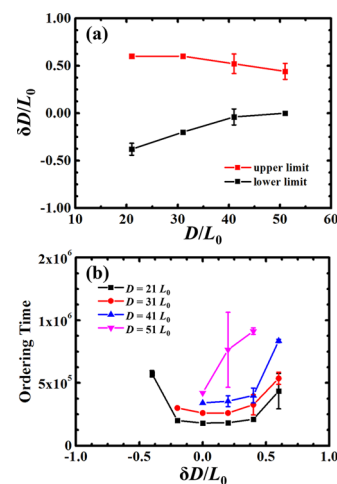 (a)
1.00
0.50
0.00
-0.50
-1.00
δD/L0
upper limit
lower limit
10 20 30 40 50 60
D/L0
(b)
2x10^6
1x10^6
5x10^5
0
Ordering Time
D = 21 L0
D = 31 L0
D = 41 L0
D = 51 L0
-1.0 -0.5 0.0 0.5 1.0
δD/L0